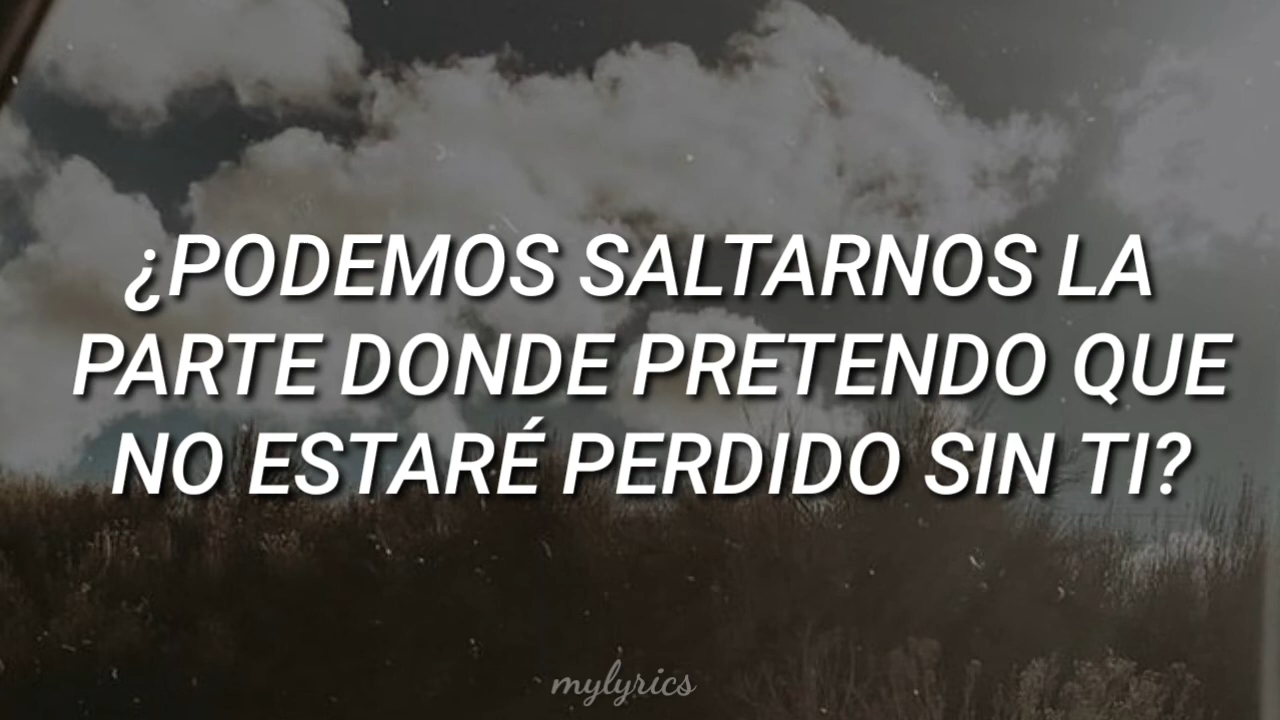 ¿PODEMOS SALTARNOS LA
PARTE DONDE PRETENDO QUE
NO ESTARÉ PERDIDO SIN TI?
mylyrics